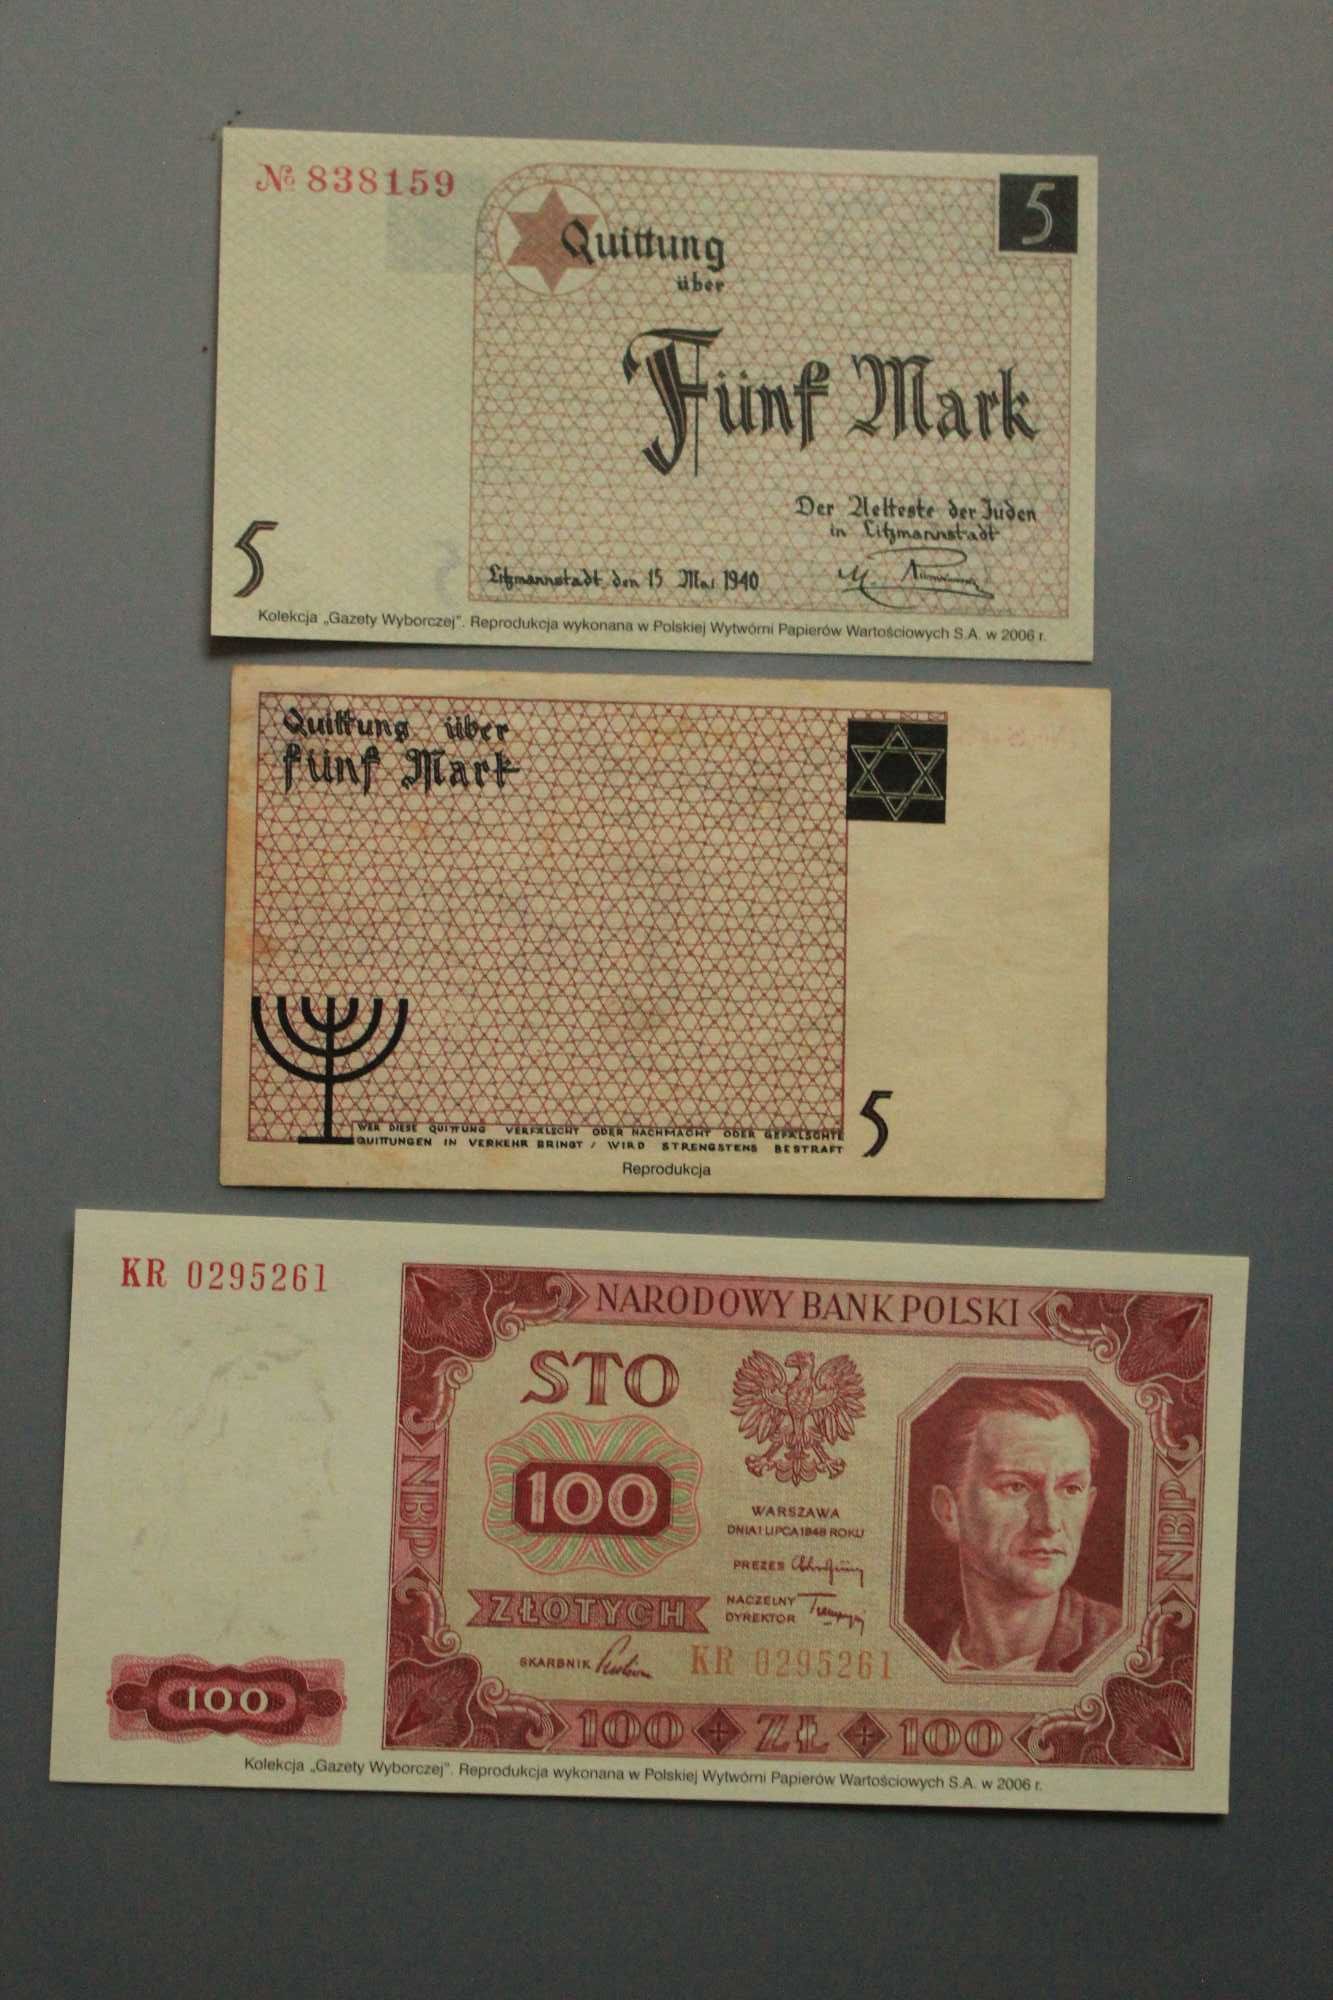 № 838159
5
Quittung
über
Fünf Mark
Der Aelteste der Juden
in Litzmannstadt
Litzmannstadt den 15 Mai 1940
5
Kolekcja „Gazety Wyborczej”. Reprodukcja wykonana w Polskiej Wytwórni Papierów Wartościowych S.A. w 2006 r.
Quittung über
fünf Mark
WER DIESE QUITTUNG VERFÄLSCHT ODER NACHMACHT ODER GEFÄLSCHTE
QUITTUNGEN IN VERKEHR BRINGT / WIRD STRENGSTENS BESTRAFT
5
Reprodukcja
KR 0295261
NARODOWY BANK POLSKI
STO
100
WARSZAWA
DNIA 1 LIPCA 1948 ROKU
PREZES
NACZELNY
DYREKTOR
ZŁOTYCH
SKARBNIK
KR 0295261
NBP
NBP
100
100 ZŁ 100
Kolekcja „Gazety Wyborczej”. Reprodukcja wykonana w Polskiej Wytwórni Papierów Wartościowych S.A. w 2006 r.